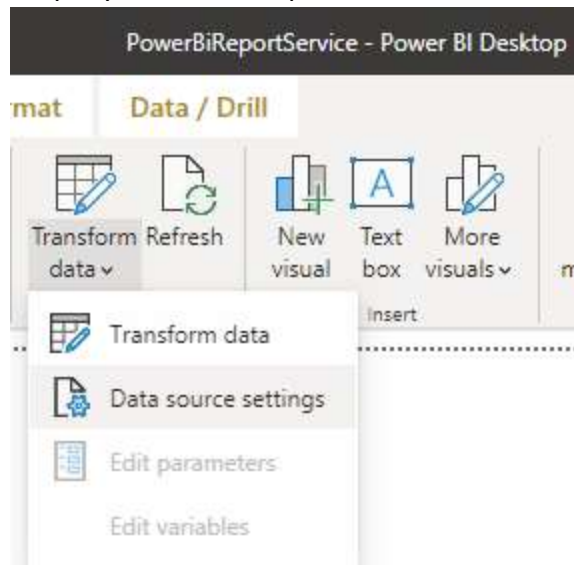 PowerBiReportService - Power BI Desktop
mat Data / Drill
Transform data
Refresh
New visual
A
Text box
More visuals
Insert
Transform data
Data source settings
Edit parameters
Edit variables